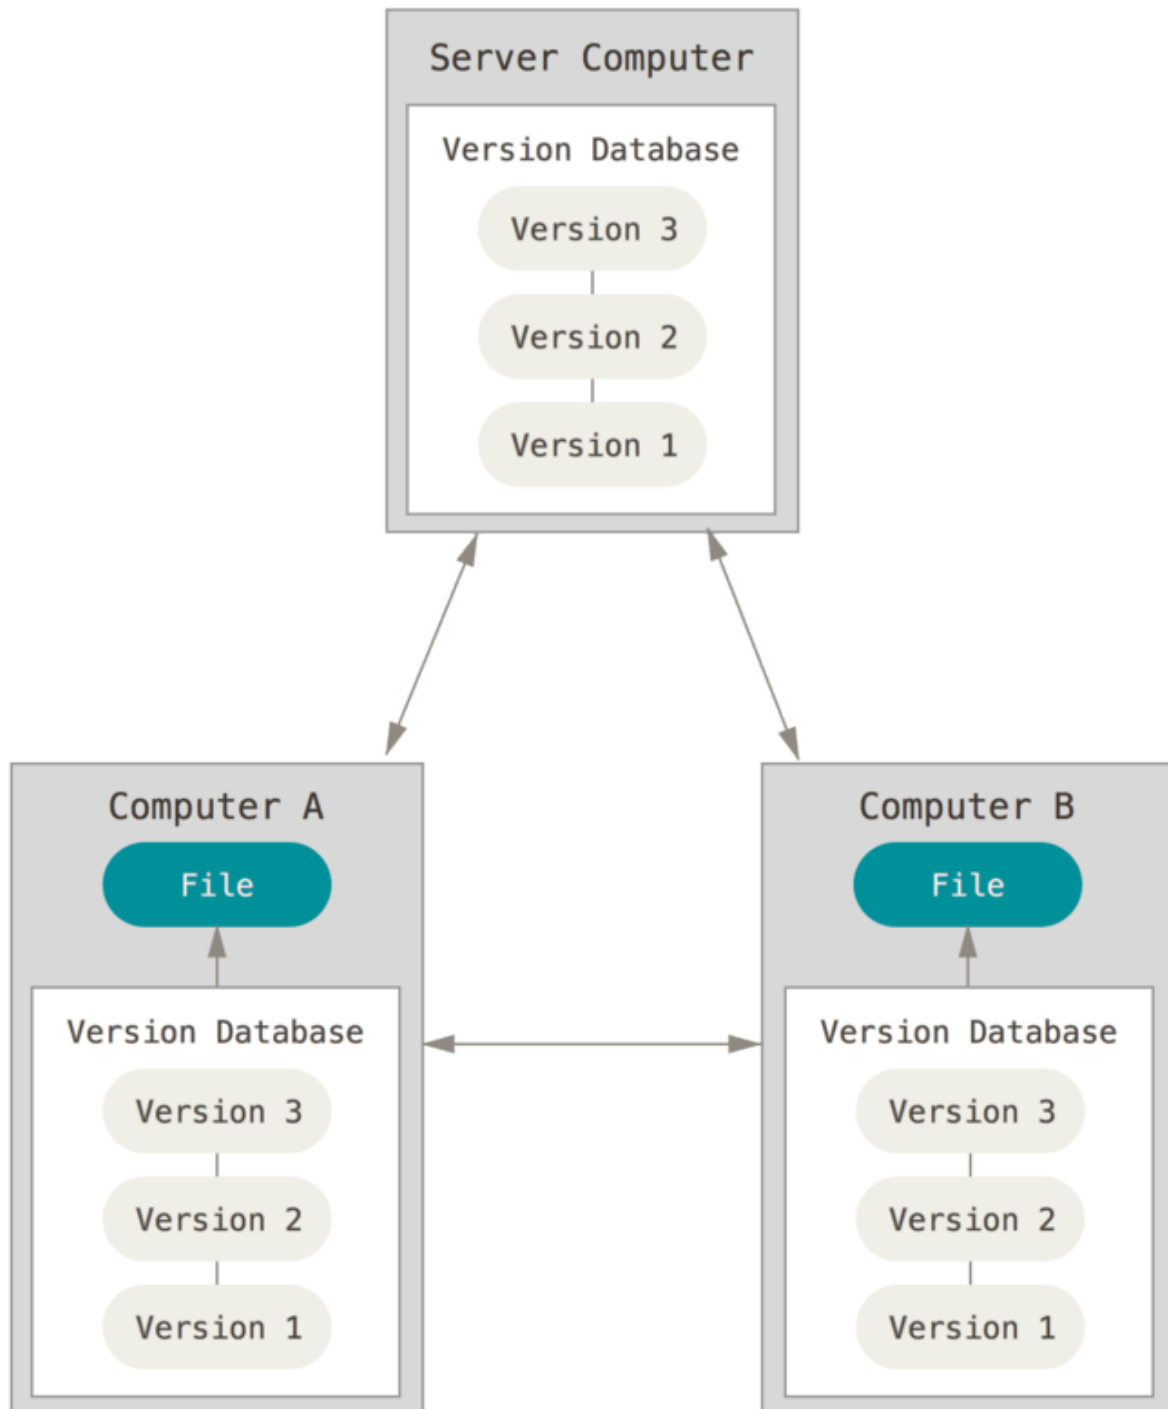 Server Computer
Version Database
Version 3
Version 2
Version 1
Computer A
File
Version Database
Version 3
Version 2
Version 1
Computer B
File
Version Database
Version 3
Version 2
Version 1